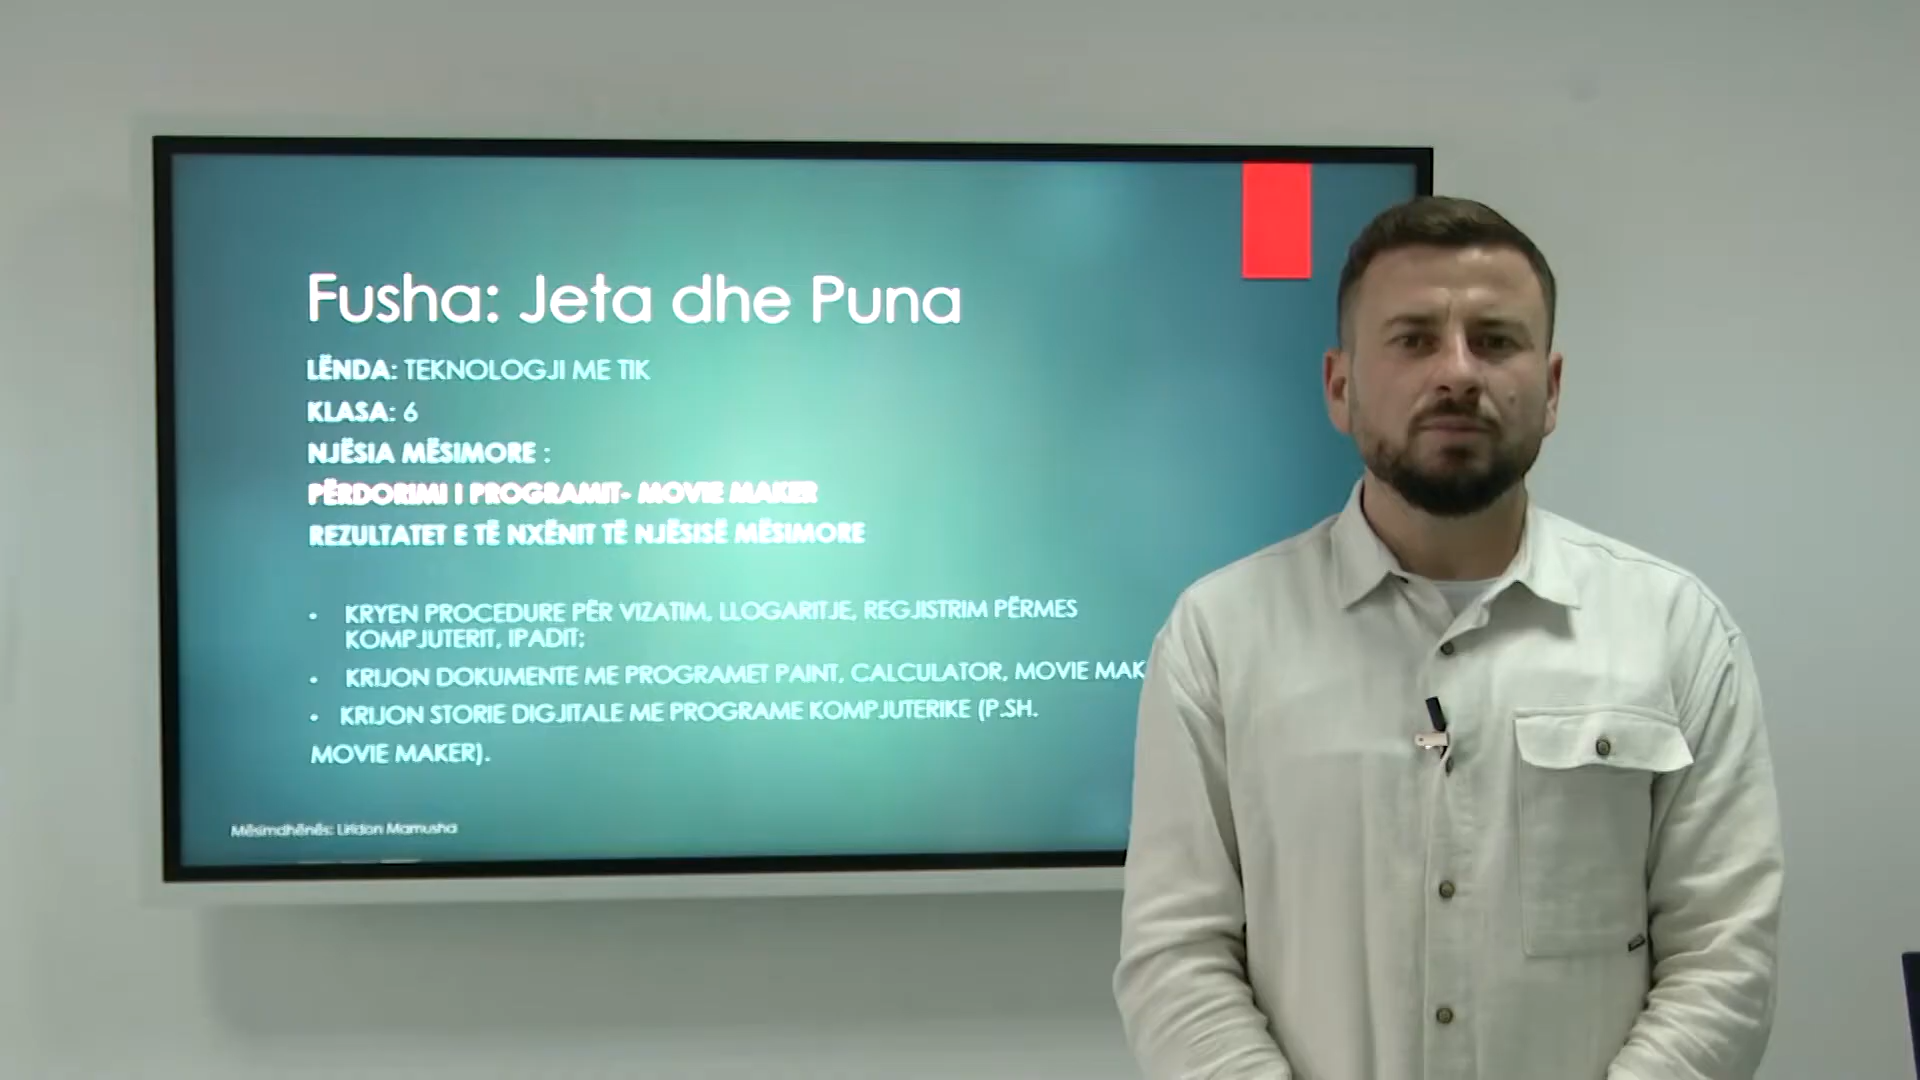 Fusha: Jeta dhe Puna
LËNDA: TEKNOLOGJI ME TIK
KLASA: 6
NJËSIA MËSIMORE :
PËRDORIMI I PROGRAMIT- MOVIE MAKER
REZULTATET E TË NXËNIT TË NJËSISË MËSIMORE
• KRYEN PROCEDURE PËR VIZATIM, LLOGARITJE, REGJISTRIM PËRMES
KOMPJUTERIT, IPADIT;
• KRIJON DOKUMENTE ME PROGRAMET PAINT, CALCULATOR, MOVIE MAK
• KRIJON STORIE DIGJITALE ME PROGRAME KOMPJUTERIKE (P.SH.
MOVIE MAKER).
Mësimdhënës: Liridon Mamusha